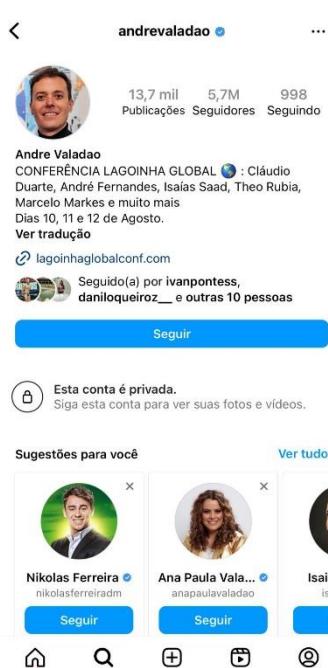 andrevaladao
13,7 mil 5,7M 998
Publicações Seguidores Seguindo
Andre Valadao
CONFERÊNCIA LAGOINHA GLOBAL 🌎 : Cláudio
Duarte, André Fernandes, Isaías Saad, Theo Rubia,
Marcelo Markes e muito mais
Dias 10, 11 e 12 de Agosto.
Ver tradução
lagoinhaglobalconf.com
Seguido(a) por ivanpontess,
daniloqueiroz__ e outras 10 pessoas
Seguir
Esta conta é privada.
Siga esta conta para ver suas fotos e vídeos.
Sugestões para você Ver tudo
Nikolas Ferreira Ana Paula Vala... Isai
nikolasferreiradm anapaulavaladao is
Seguir Seguir